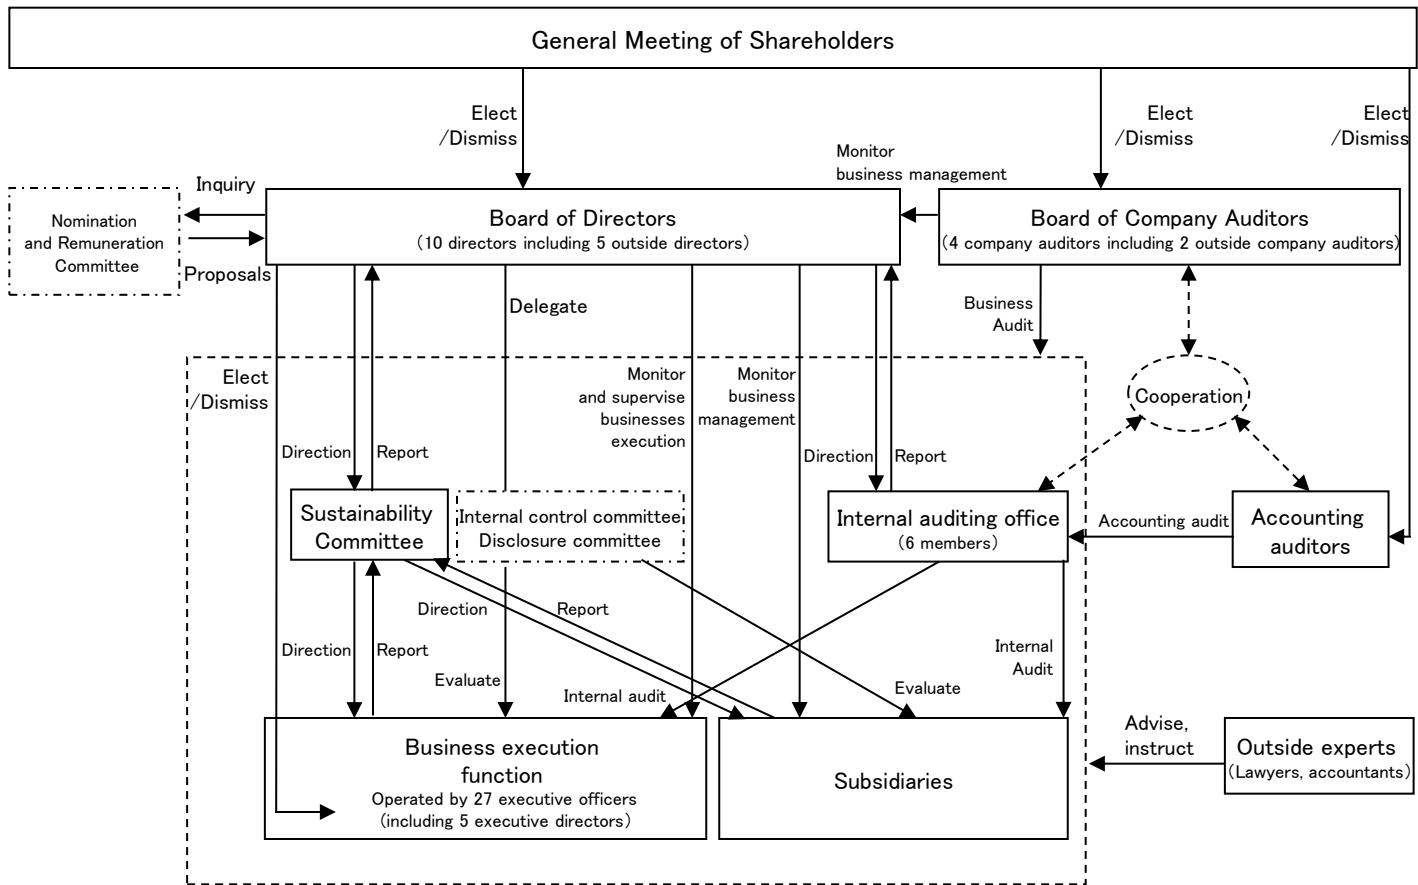 General Meeting of Shareholders
Elect
/Dismiss
Elect
/Dismiss
Elect
/Dismiss
Monitor
business management
Inquiry
Nomination
and Remuneration
Committee
Proposals
Board of Directors
(10 directors including 5 outside directors)
Board of Company Auditors
(4 company auditors including 2 outside company auditors)
Delegate
Business
Audit
Elect
/Dismiss
Monitor
and supervise
businesses
execution
Monitor
business
management
Cooperation
Direction
Report
Direction
Report
Sustainability
Committee
Internal control committee
Disclosure committee
Internal auditing office
(6 members)
Accounting audit
Accounting
auditors
Direction
Report
Direction
Report
Evaluate
Internal audit
Evaluate
Internal
Audit
Business execution
function
Operated by 27 executive officers
(including 5 executive directors)
Subsidiaries
Advise,
instruct
Outside experts
(Lawyers, accountants)